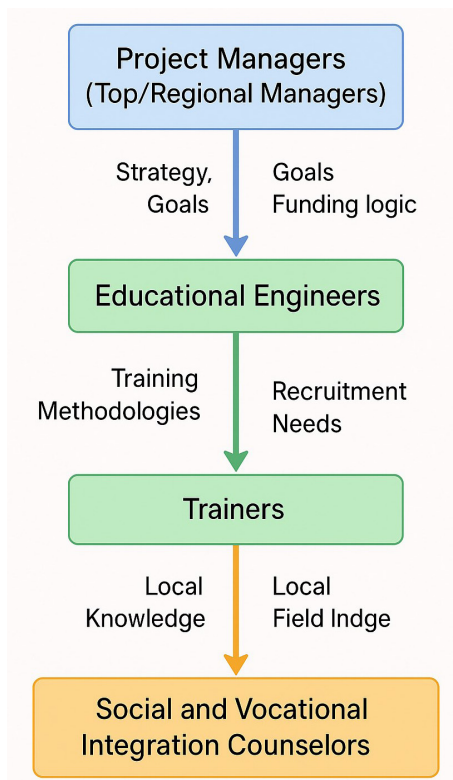 Project Managers
(Top/Regional Managers)
Strategy,
Goals
Goals
Funding logic
Educational Engineers
Training
Methodologies
Recruitment
Needs
Trainers
Local
Knowledge
Local
Field Indge
Social and Vocational
Integration Counselors